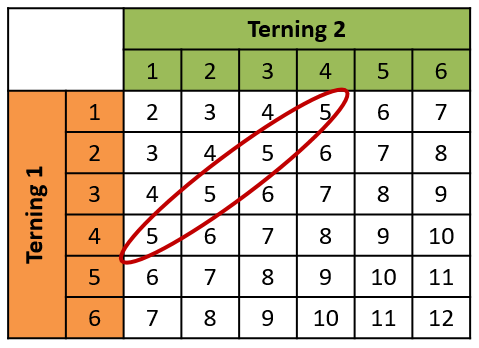 Terning 2
1 2 3 4 5 6
Terning 1
1 2 3 4 5 6 7
2 3 4 5 6 7 8
3 4 5 6 7 8 9
4 5 6 7 8 9 10
5 6 7 8 9 10 11
6 7 8 9 10 11 12